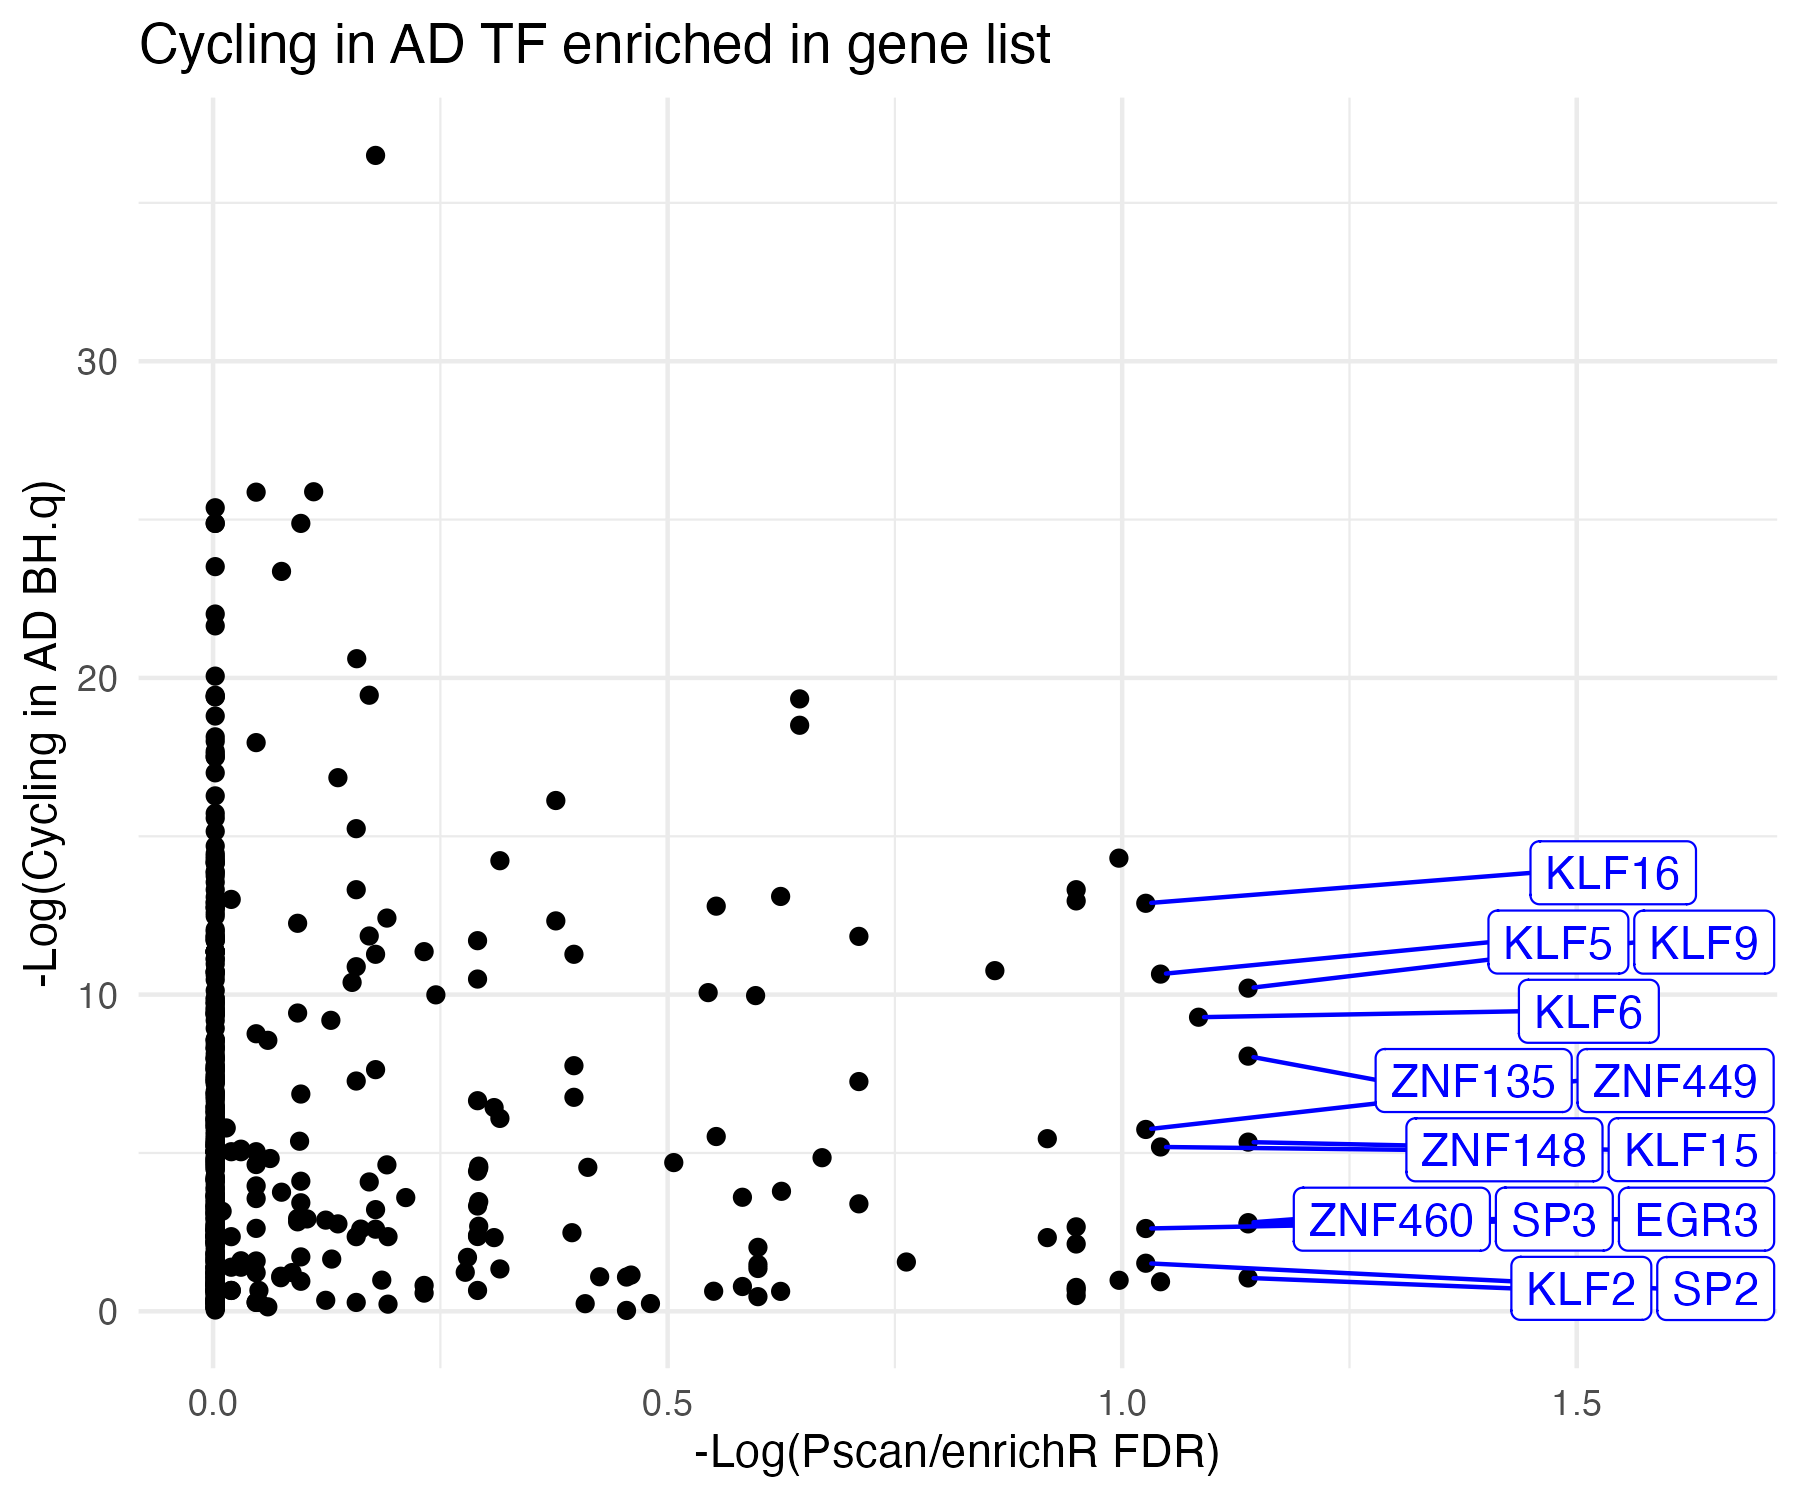 Cycling in AD TF enriched in gene list
-Log(Cycling in AD BH.q)
30
20
10
0
KLF16
KLF5 KLF9
KLF6
ZNF135 ZNF449
ZNF148 KLF15
ZNF460 SP3 EGR3
KLF2 SP2
0.0 0.5 1.0 1.5
-Log(Pscan/enrichR FDR)